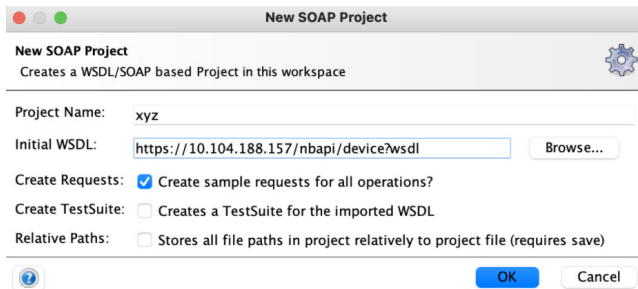 New SOAP Project
New SOAP Project
Creates a WSDL/SOAP based Project in this workspace
Project Name: xyz
Initial WSDL: https://10.104.188.157/nbapi/device?wsdl Browse...
Create Requests: Create sample requests for all operations?
Create TestSuite: Creates a TestSuite for the imported WSDL
Relative Paths: Stores all file paths in project relatively to project file (requires save)
? OK Cancel